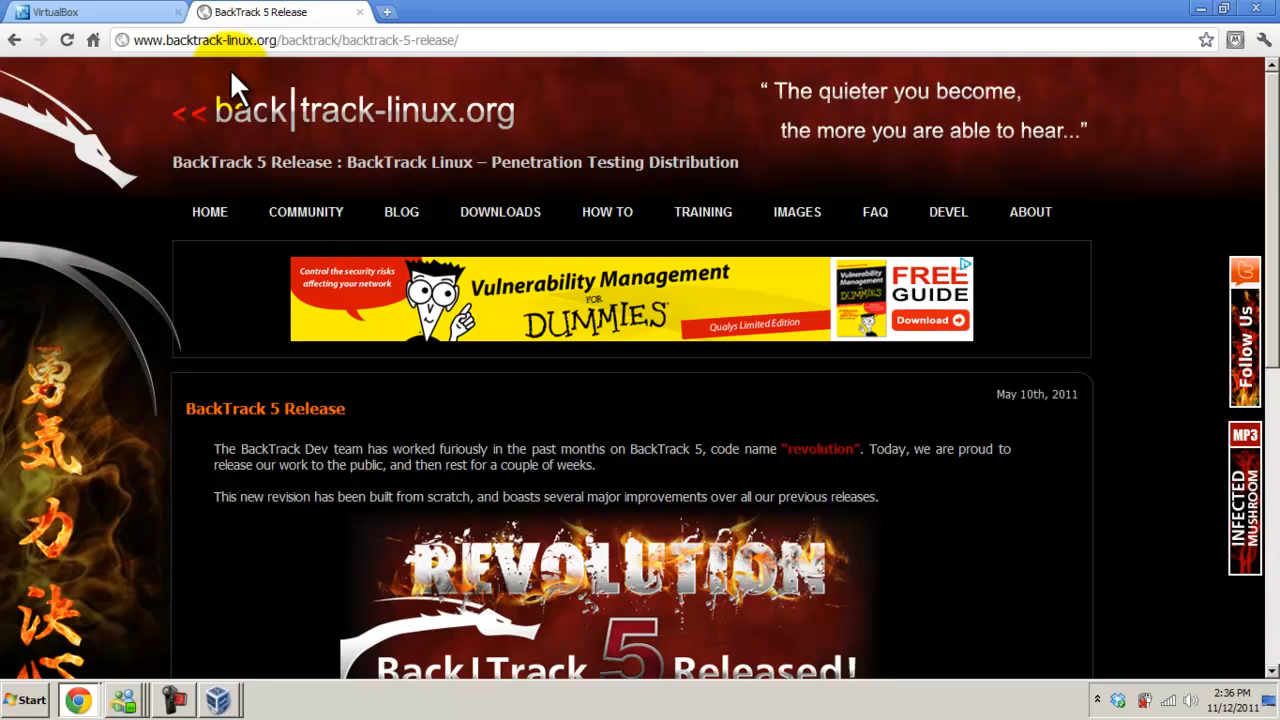 VirtualBox
BackTrack 5 Release
www.backtrack-linux.org/backtrack/backtrack-5-release/
<< back|track-linux.org
“ The quieter you become,
the more you are able to hear...”
BackTrack 5 Release : BackTrack Linux – Penetration Testing Distribution
HOME COMMUNITY BLOG DOWNLOADS HOW TO TRAINING IMAGES FAQ DEVEL ABOUT
Control the security risks
affecting your network
Vulnerability Management
FOR
DUMMIES
Qualys Limited Edition
Vulnerability
Management
DUMMIES
FREE
GUIDE
Download
Follow Us
May 10th, 2011
BackTrack 5 Release
The BackTrack Dev team has worked furiously in the past months on BackTrack 5, code name "revolution". Today, we are proud to
release our work to the public, and then rest for a couple of weeks.
This new revision has been built from scratch, and boasts several major improvements over all our previous releases.
MP3
INFECTED
MUSHROOM
REVOLUTION
5
Back|Track Released!
勇
気
力
決
Start
2:36 PM
11/12/2011